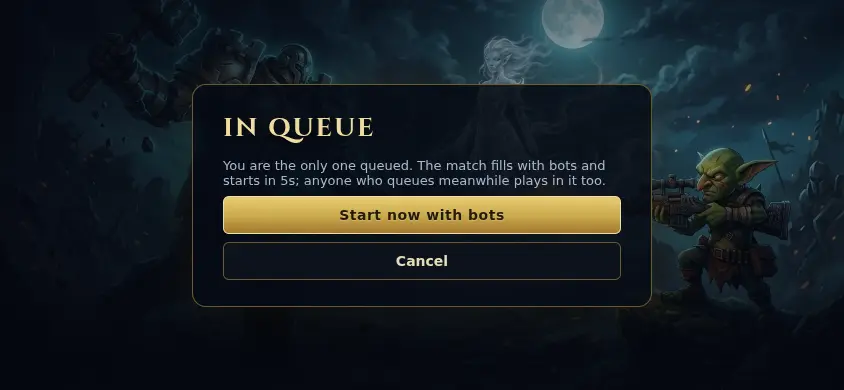 IN QUEUE
You are the only one queued. The match fills with bots and
starts in 5s; anyone who queues meanwhile plays in it too.
Start now with bots
Cancel